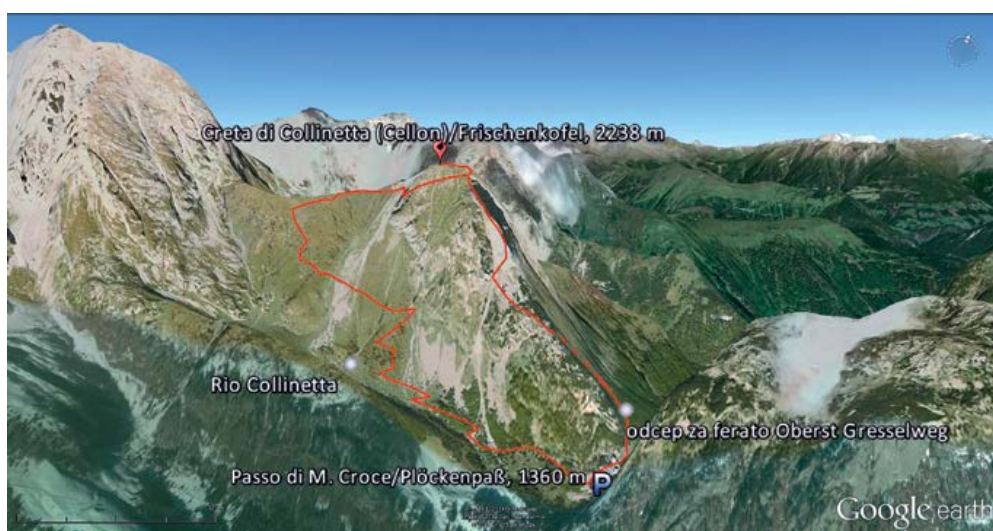 Creta di Collinetta (Cellon)/Frischenkofel, 2238 m
Rio Collinetta
odcep za ferato Oberst Gresselweg
Passo di M. Croce/Plöckenpaß, 1360 m P
Google earth